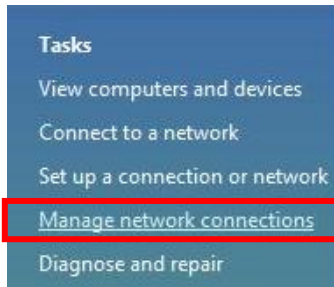 Tasks
View computers and devices
Connect to a network
Set up a connection or network
Manage network connections
Diagnose and repair